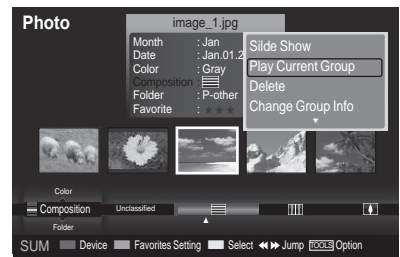 Photo
image_1.jpg
Month : Jan
Date : Jan.01.2
Color : Gray
Composition :
Folder : P-other
Favorite : ★ ★ ★
Silde Show
Play Current Group
Delete
Change Group Info
Color
Composition
Folder
Unclassified
SUM Device Favorites Setting Select Jump TOOLS Option